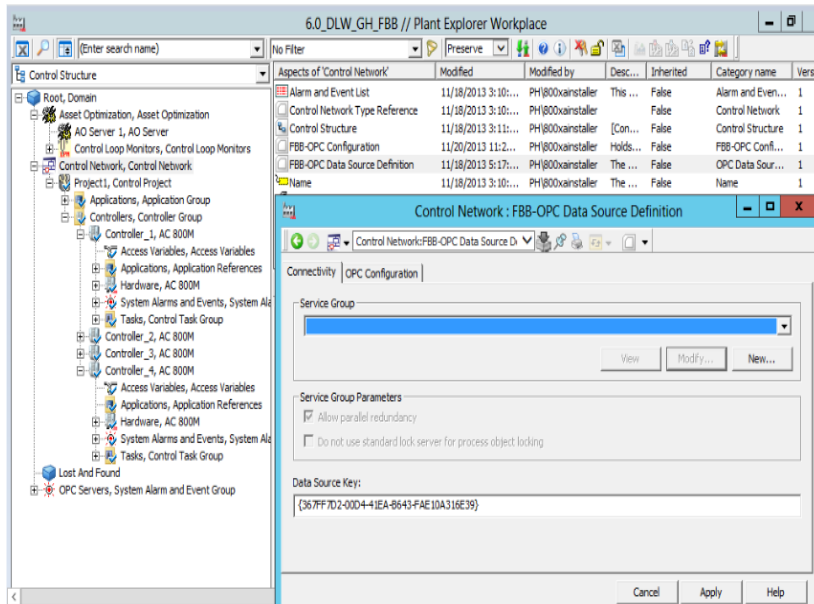 6.0_DLW_GH_FBB // Plant Explorer Workplace
(Enter search name)
No Filter
Preserve
Control Structure
Root, Domain
Asset Optimization, Asset Optimization
AO Server 1, AO Server
Control Loop Monitors, Control Loop Monitors
Control Network, Control Network
Project1, Control Project
Applications, Application Group
Controllers, Controller Group
Controller_1, AC 800M
Access Variables, Access Variables
Applications, Application References
Hardware, AC 800M
System Alarms and Events, System Ala
Tasks, Control Task Group
Controller_2, AC 800M
Controller_3, AC 800M
Controller_4, AC 800M
Access Variables, Access Variables
Applications, Application References
Hardware, AC 800M
System Alarms and Events, System Ala
Tasks, Control Task Group
Lost And Found
OPC Servers, System Alarm and Event Group
Aspects of 'Control Network' Modified Modified by Desc... Inherited Category name Vers
Alarm and Event List 11/18/2013 3:10:... PH\800xainstaller This ... False Alarm and Even... 1
Control Network Type Reference 11/18/2013 3:10:... PH\800xainstaller False Control Network 1
Control Structure 11/18/2013 3:11:... PH\800xainstaller [Con... False Control Structure 1
FBB-OPC Configuration 11/20/2013 11:2... PH\800xainstaller Holds... False FBB-OPC Confi... 1
FBB-OPC Data Source Definition 11/18/2013 5:17:... PH\800xainstaller The ... False OPC Data Sour... 1
Name 11/18/2013 3:10:... PH\800xainstaller The ... False Name 1
Control Network : FBB-OPC Data Source Definition
Control Network:FBB-OPC Data Source D
Connectivity OPC Configuration
Service Group
View Modify... New...
Service Group Parameters
Allow parallel redundancy
Do not use standard lock server for process object locking
Data Source Key:
{367FF7D2-00D4-41EA-B643-FAE10A316E39}
Cancel Apply Help